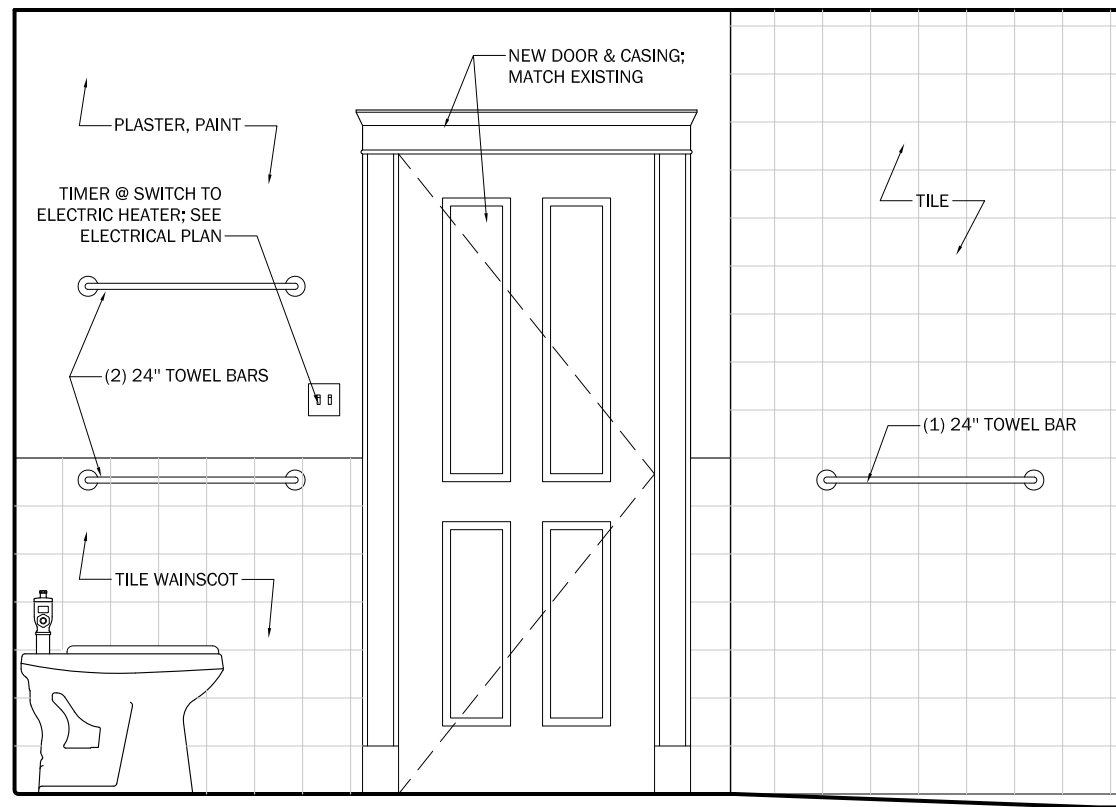 NEW DOOR & CASING;
MATCH EXISTING
PLASTER, PAINT
TIMER @ SWITCH TO
ELECTRIC HEATER; SEE
ELECTRICAL PLAN
TILE
(2) 24" TOWEL BARS
(1) 24" TOWEL BAR
TILE WAINSCOT